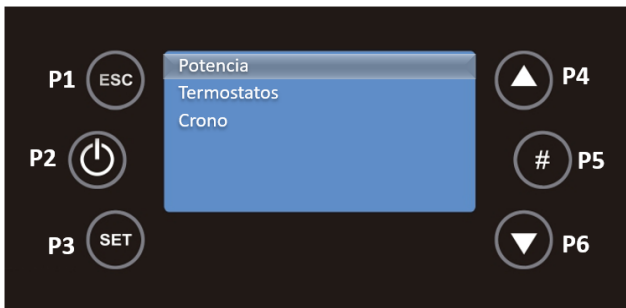 P1 ESC
P2
P3 SET
Potencia
Termostatos
Crono
P4
# P5
P6